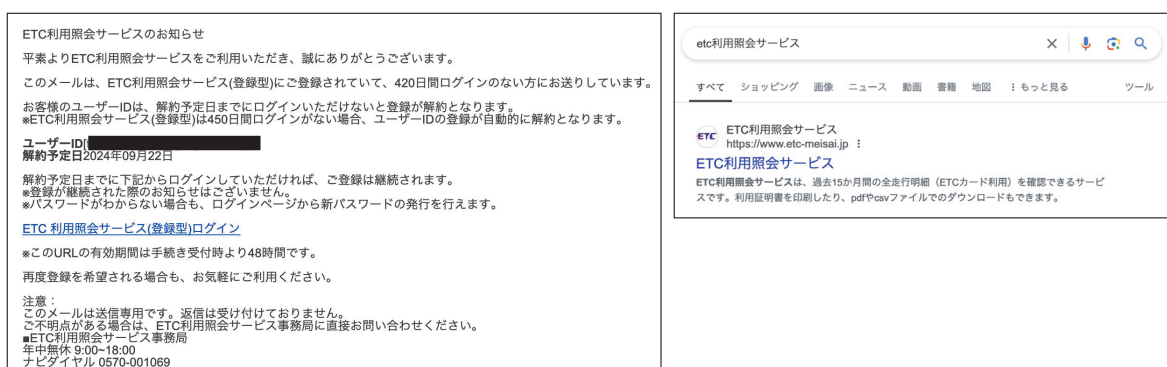 ETC利用照会サービスのお知らせ
平素よりETC利用照会サービスをご利用いただき、誠にありがとうございます。
このメールは、ETC利用照会サービス(登録型)にご登録されていて、420日間ログインのない方にお送りしています。
お客様のユーザーIDは、解約予定日までにログインいただけないと登録が解約となります。
※ETC利用照会サービス(登録型)は450日間ログインがない場合、ユーザーIDの登録が自動的に解約となります。
ユーザーID[
解約予定日2024年09月22日
解約予定日までに下記からログインしていただければ、ご登録は継続されます。
※登録が継続された際のお知らせはございません。
※パスワードがわからない場合も、ログインページから新パスワードの発行を行えます。
ETC 利用照会サービス(登録型)ログイン
※このURLの有効期間は手続き受付時より48時間です。
再度登録を希望される場合も、お気軽にご利用ください。
注意：
このメールは送信専用です。返信は受け付けておりません。
ご不明点がある場合は、ETC利用照会サービス事務局に直接お問い合わせください。
■ETC利用照会サービス事務局
年中無休 9:00~18:00
ナビダイヤル 0570-001069
etc利用照会サービス
すべて ショッピング 画像 ニュース 動画 書籍 地図 ⋮もっと見る ツール
ETC ETC利用照会サービス
https://www.etc-meisai.jp
ETC利用照会サービス
ETC利用照会サービスは、過去15か月間の全走行明細（ETCカード利用）を確認できるサービ
スです。利用証明書を印刷したり、pdfやcsvファイルでのダウンロードもできます。